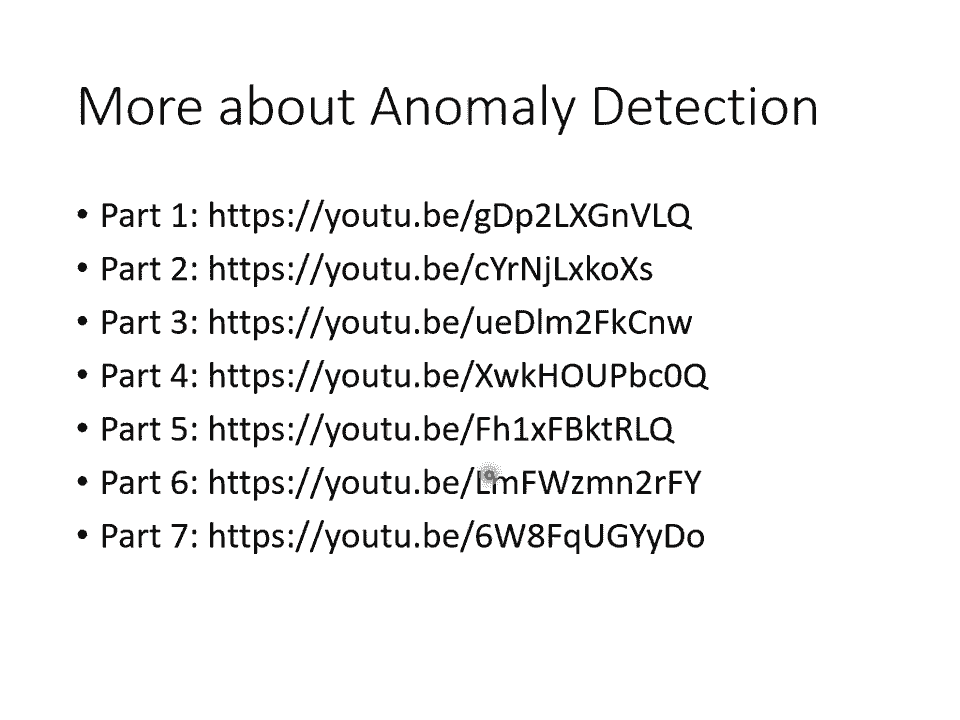 More about Anomaly Detection
• Part 1: https://youtu.be/gDp2LXGnVLQ
• Part 2: https://youtu.be/cYrNjLxkoXs
• Part 3: https://youtu.be/ueDlm2FkCnw
• Part 4: https://youtu.be/XwkHOUPbc0Q
• Part 5: https://youtu.be/Fh1xFBktRLQ
• Part 6: https://youtu.be/LmFWzmn2rFY
• Part 7: https://youtu.be/6W8FqUGYyDo